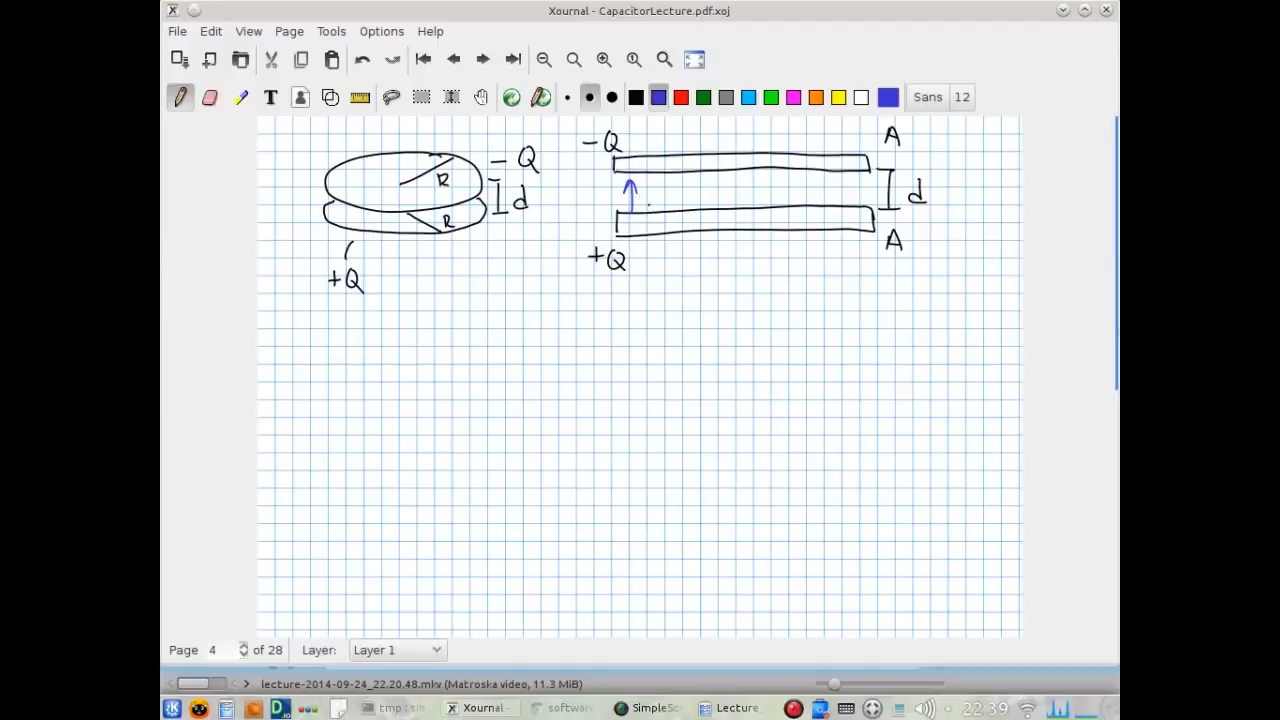 Xournal - CapacitorLecture.pdf.xoj
File Edit View Page Tools Options Help
T Sans 12
- Q
R
d
R
+Q
-Q
A
d
+Q
A
Page 4 of 28 Layer: Layer 1
lecture-2014-09-24_22.20.48.mkv (Matroska video, 11.3 MiB)
Xournal - SimpleSc Lecture 22:39